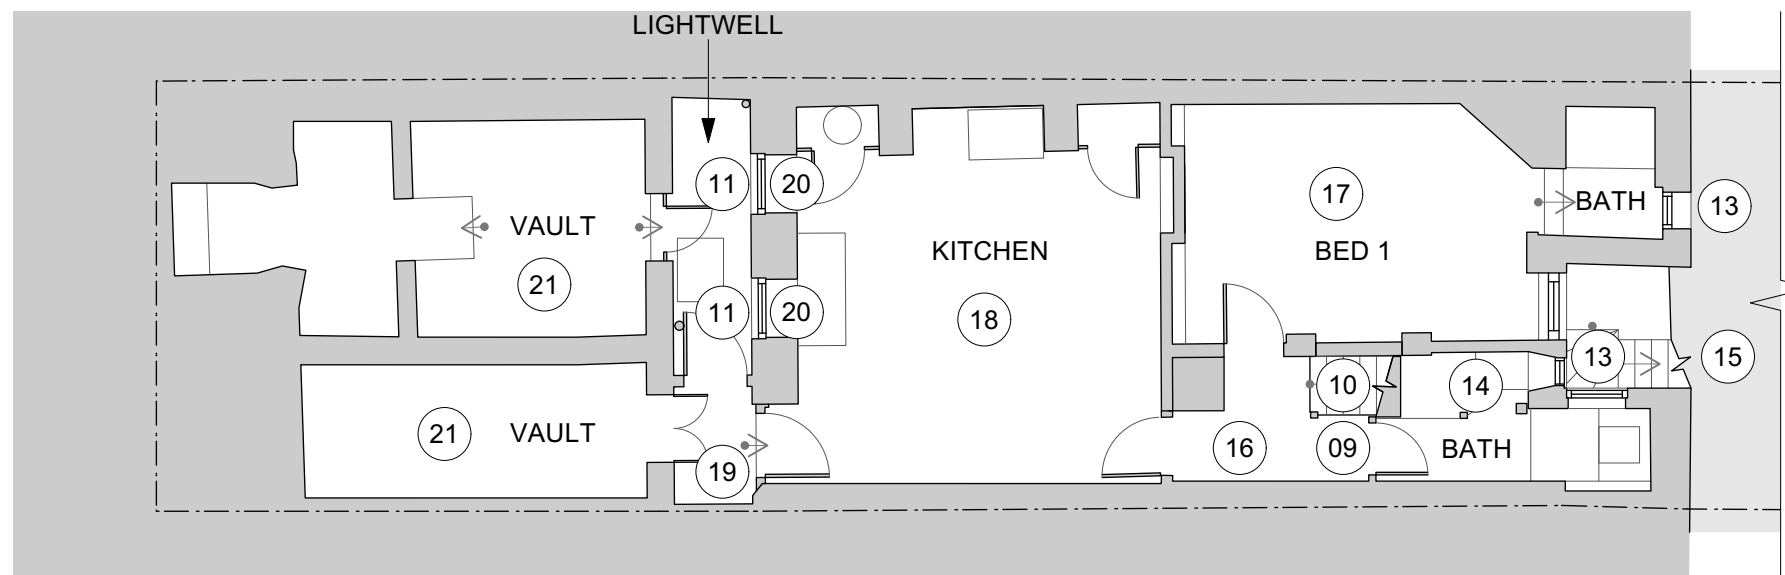 LIGHTWELL
11
20
17
BATH
13
VAULT
KITCHEN
BED 1
21
11
20
18
13
15
10
14
21
VAULT
19
16
09
BATH